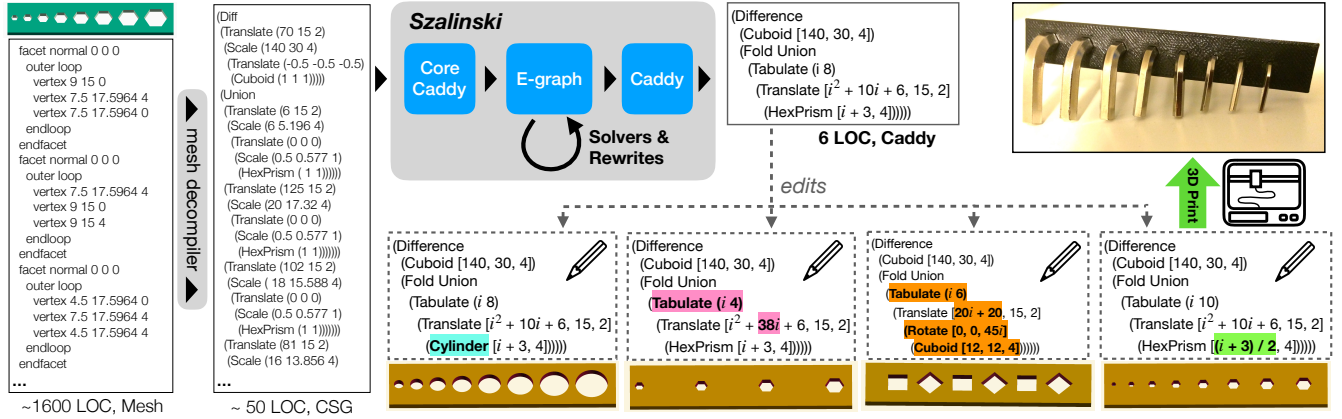 facet normal 0 0 0
outer loop
vertex 9 15 0
vertex 7.5 17.5964 4
vertex 7.5 17.5964 0
endloop
endfacet
facet normal 0 0 0
outer loop
vertex 7.5 17.5964 4
vertex 9 15 0
vertex 9 15 4
endloop
endfacet
facet normal 0 0 0
outer loop
vertex 4.5 17.5964 0
vertex 7.5 17.5964 4
vertex 4.5 17.5964 4
endloop
endfacet
...
~1600 LOC, Mesh
mesh decompiler
(Diff
(Translate (70 15 2)
(Scale (140 30 4)
(Translate (-0.5 -0.5 -0.5)
(Cuboid (1 1 1)))))
(Union
(Translate (6 15 2)
(Scale (6 5.196 4)
(Translate (0 0 0)
(Scale (0.5 0.577 1)
(HexPrism ( 1 1)))))))
(Translate (125 15 2)
(Scale (20 17.32 4)
(Translate (0 0 0)
(Scale (0.5 0.577 1)
(HexPrism (1 1)))))))
(Translate (102 15 2)
(Scale ( 18 15.588 4)
(Translate (0 0 0)
(Scale (0.5 0.577 1)
(HexPrism (1 1)))))))
(Translate (81 15 2)
(Scale (16 13.856 4)
...
~ 50 LOC, CSG
Szalinski
Core
Caddy
E-graph
Caddy
Solvers &
Rewrites
(Difference
(Cuboid [140, 30, 4])
(Fold Union
(Tabulate (i 8)
(Translate [i² + 10i + 6, 15, 2]
(HexPrism [i + 3, 4]))))))
6 LOC, Caddy
edits
3D Print
(Difference
(Cuboid [140, 30, 4])
(Fold Union
(Tabulate (i 8)
(Translate [i² + 10i + 6, 15, 2]
(Cylinder [i + 3, 4]))))))
(Difference
(Cuboid [140, 30, 4])
(Fold Union
(Tabulate (i 4)
(Translate [i² + 38i + 6, 15, 2]
(HexPrism [i + 3, 4]))))))
(Difference
(Cuboid [140, 30, 4])
(Fold Union
(Tabulate (i 6)
(Translate [20i + 20, 15, 2]
(Rotate [0, 0, 45i]
(Cuboid [12, 12, 4])))))))
(Difference
(Cuboid [140, 30, 4])
(Fold Union
(Tabulate (i 10)
(Translate [i² + 10i + 6, 15, 2]
(HexPrism [(i + 3) / 2, 4]))))))